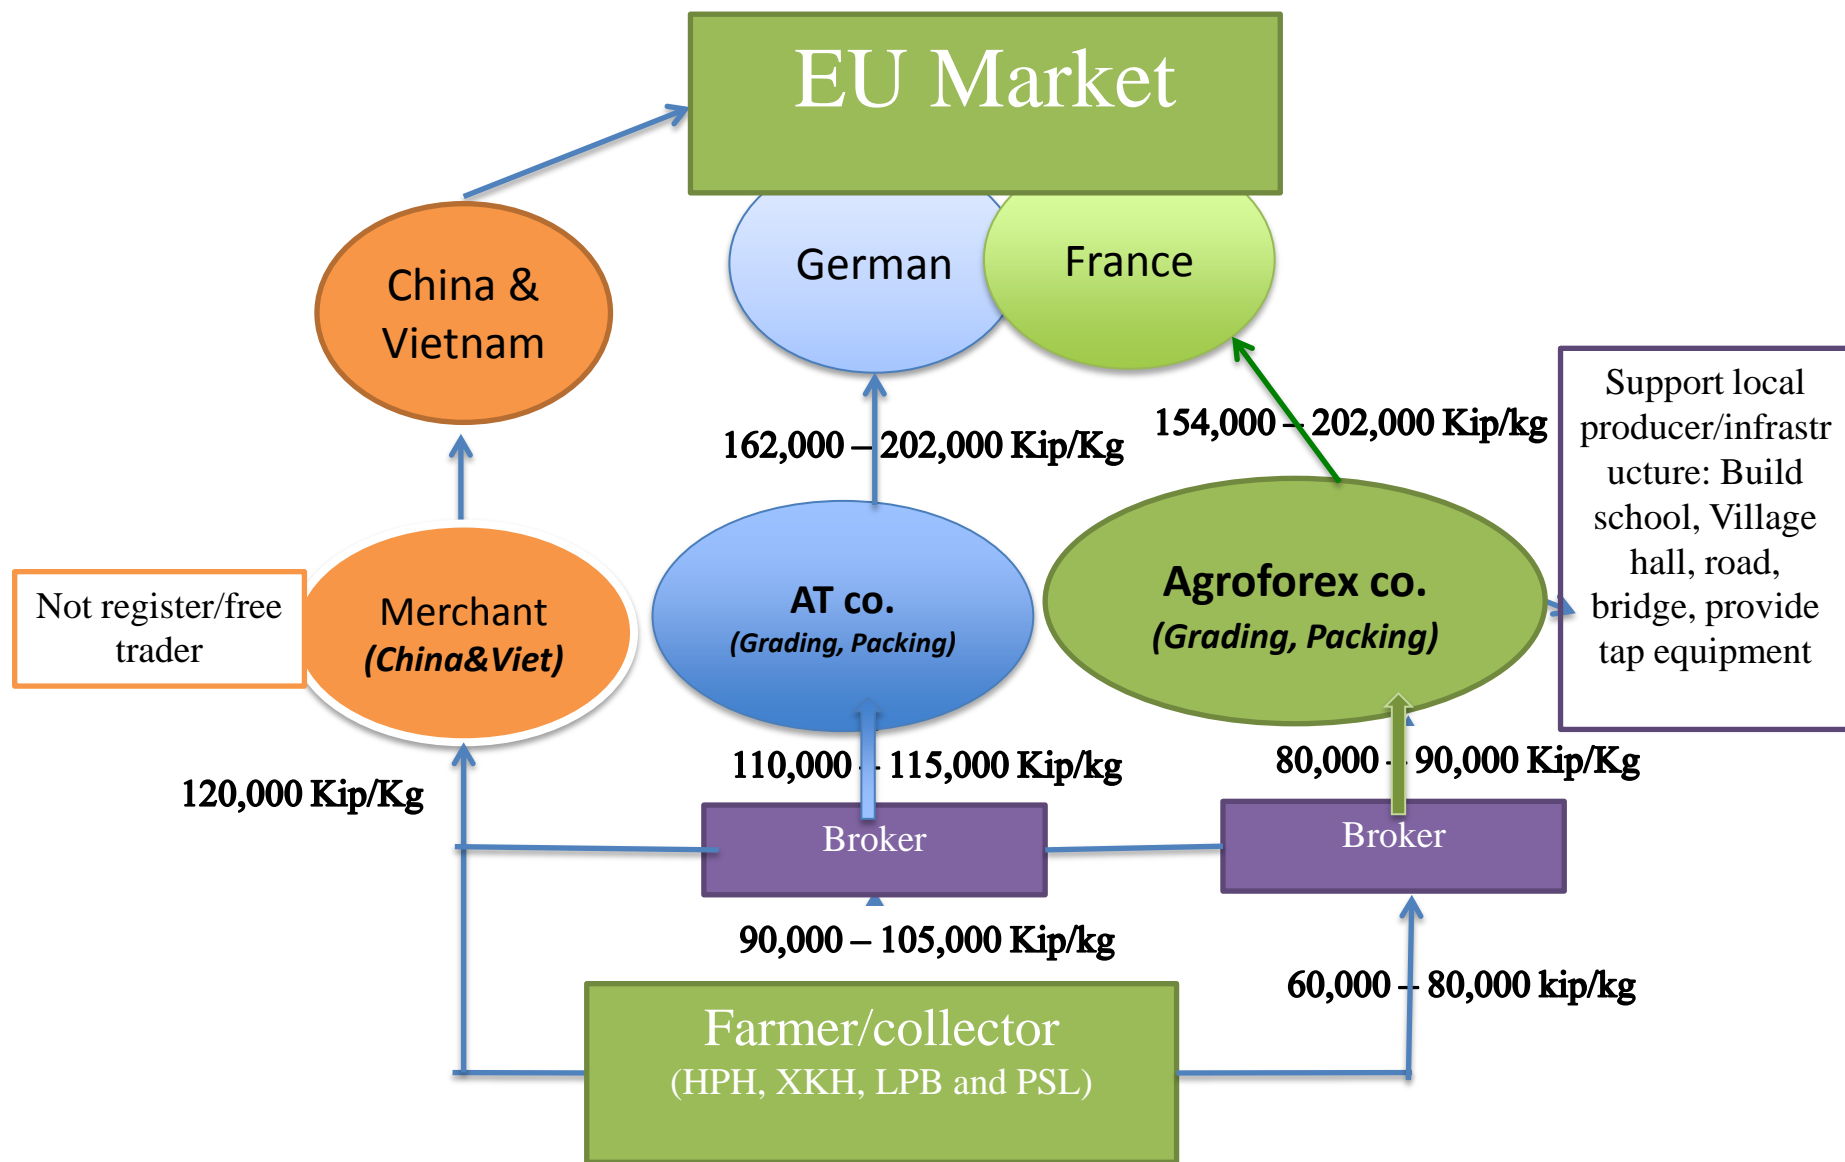 EU Market
German
France
China &
Vietnam
Support local
producer/infrastr
ucture: Build
school, Village
hall, road,
bridge, provide
tap equipment
162,000 – 202,000 Kip/Kg
154,000 – 202,000 Kip/kg
Not register/free
trader
Merchant
(China&Viet)
AT co.
(Grading, Packing)
Agroforex co.
(Grading, Packing)
120,000 Kip/Kg
110,000 – 115,000 Kip/kg
80,000 – 90,000 Kip/Kg
Broker
Broker
90,000 – 105,000 Kip/kg
60,000 – 80,000 kip/kg
Farmer/collector
(HPH, XKH, LPB and PSL)